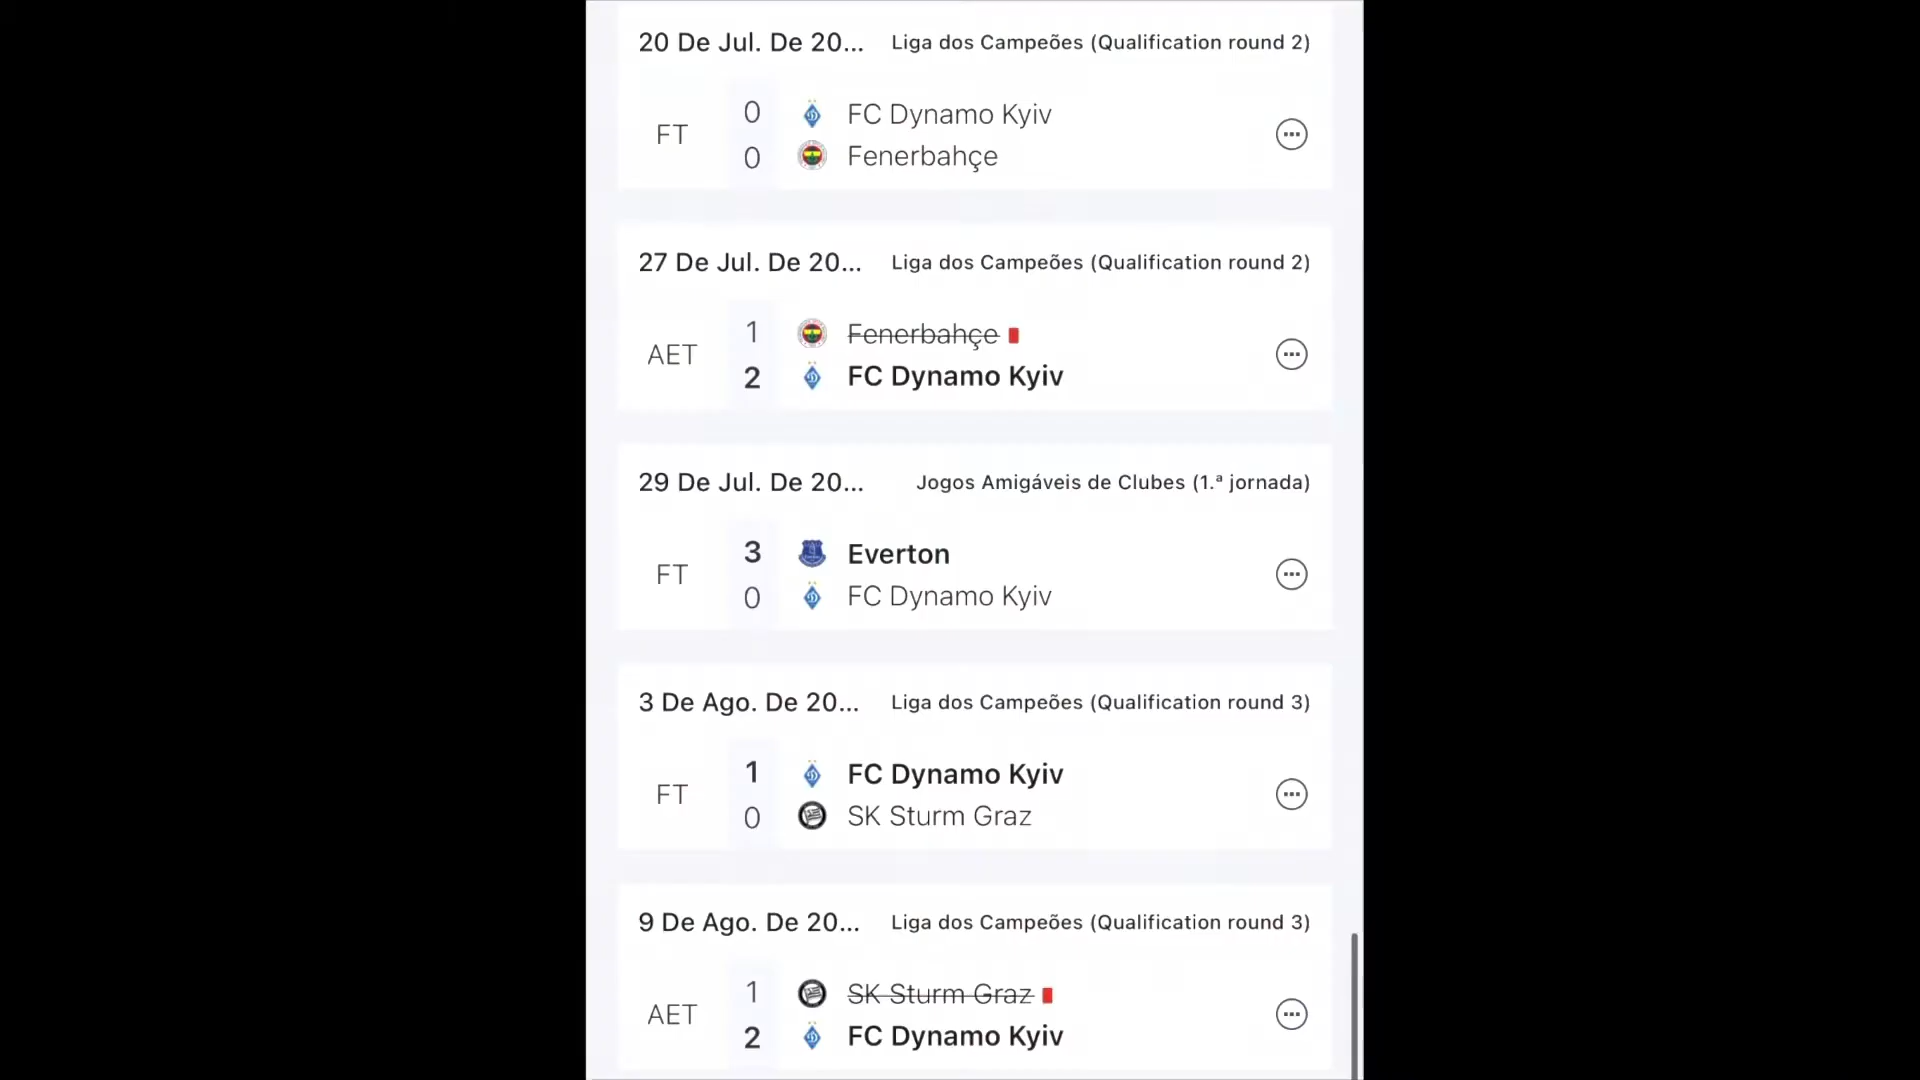 20 De Jul. De 20... Liga dos Campeões (Qualification round 2)
FT
0 FC Dynamo Kyiv
0 Fenerbahçe
27 De Jul. De 20... Liga dos Campeões (Qualification round 2)
AET
1 Fenerbahçe
2 FC Dynamo Kyiv
29 De Jul. De 20... Jogos Amigáveis de Clubes (1.ª jornada)
FT
3 Everton
0 FC Dynamo Kyiv
3 De Ago. De 20... Liga dos Campeões (Qualification round 3)
FT
1 FC Dynamo Kyiv
0 SK Sturm Graz
9 De Ago. De 20... Liga dos Campeões (Qualification round 3)
AET
1 SK Sturm Graz
2 FC Dynamo Kyiv